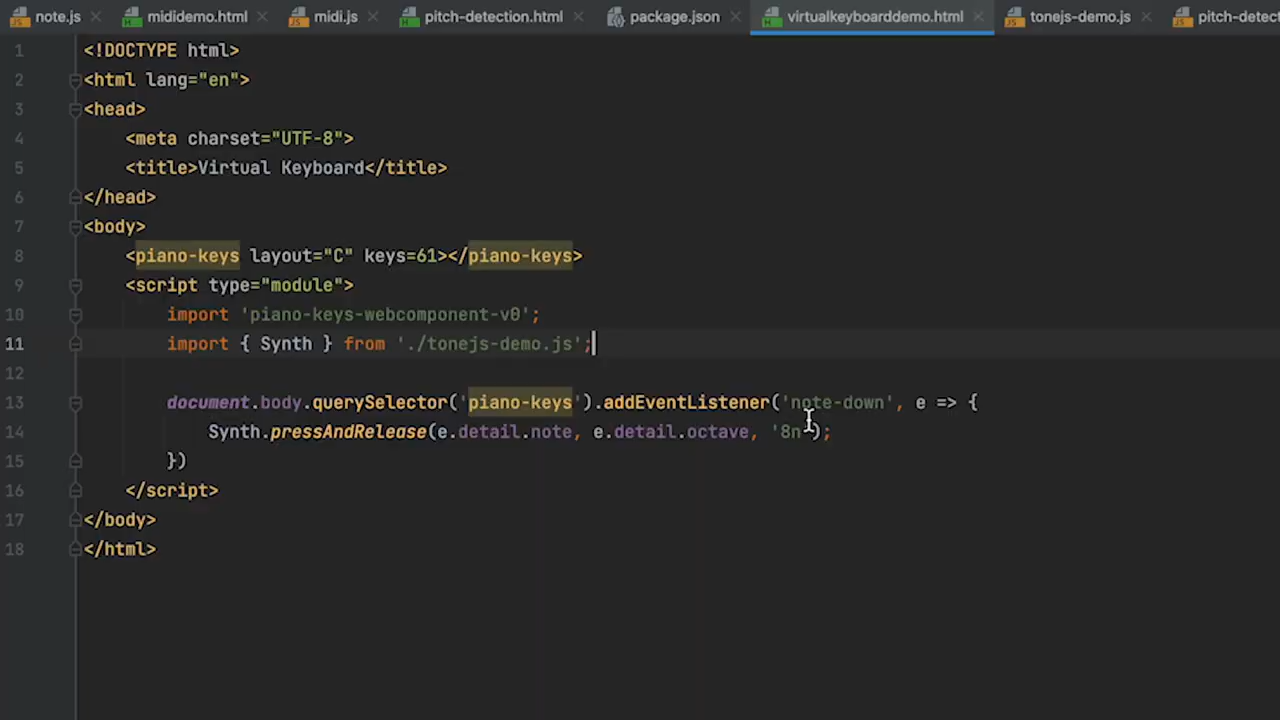 note.js mididemo.html midi.js pitch-detection.html package.json virtualkeyboarddemo.html tonejs-demo.js pitch-detect
1 <!DOCTYPE html>
2 <html lang="en">
3 <head>
4 <meta charset="UTF-8">
5 <title>Virtual Keyboard</title>
6 </head>
7 <body>
8 <piano-keys layout="C" keys=61></piano-keys>
9 <script type="module">
10 import 'piano-keys-webcomponent-v0';
11 import { Synth } from './tonejs-demo.js';
12
13 document.body.querySelector('piano-keys').addEventListener('note-down', e => {
14 Synth.pressAndRelease(e.detail.note, e.detail.octave, '8n');
15 })
16 </script>
17 </body>
18 </html>